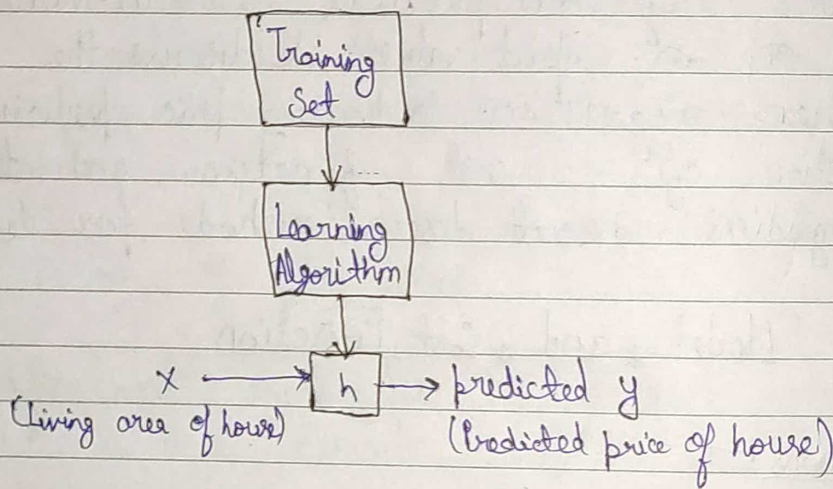 Training
Set
Learning
Algorithm
x → h → predicted y
(Living area of house) (Predicted price of house)